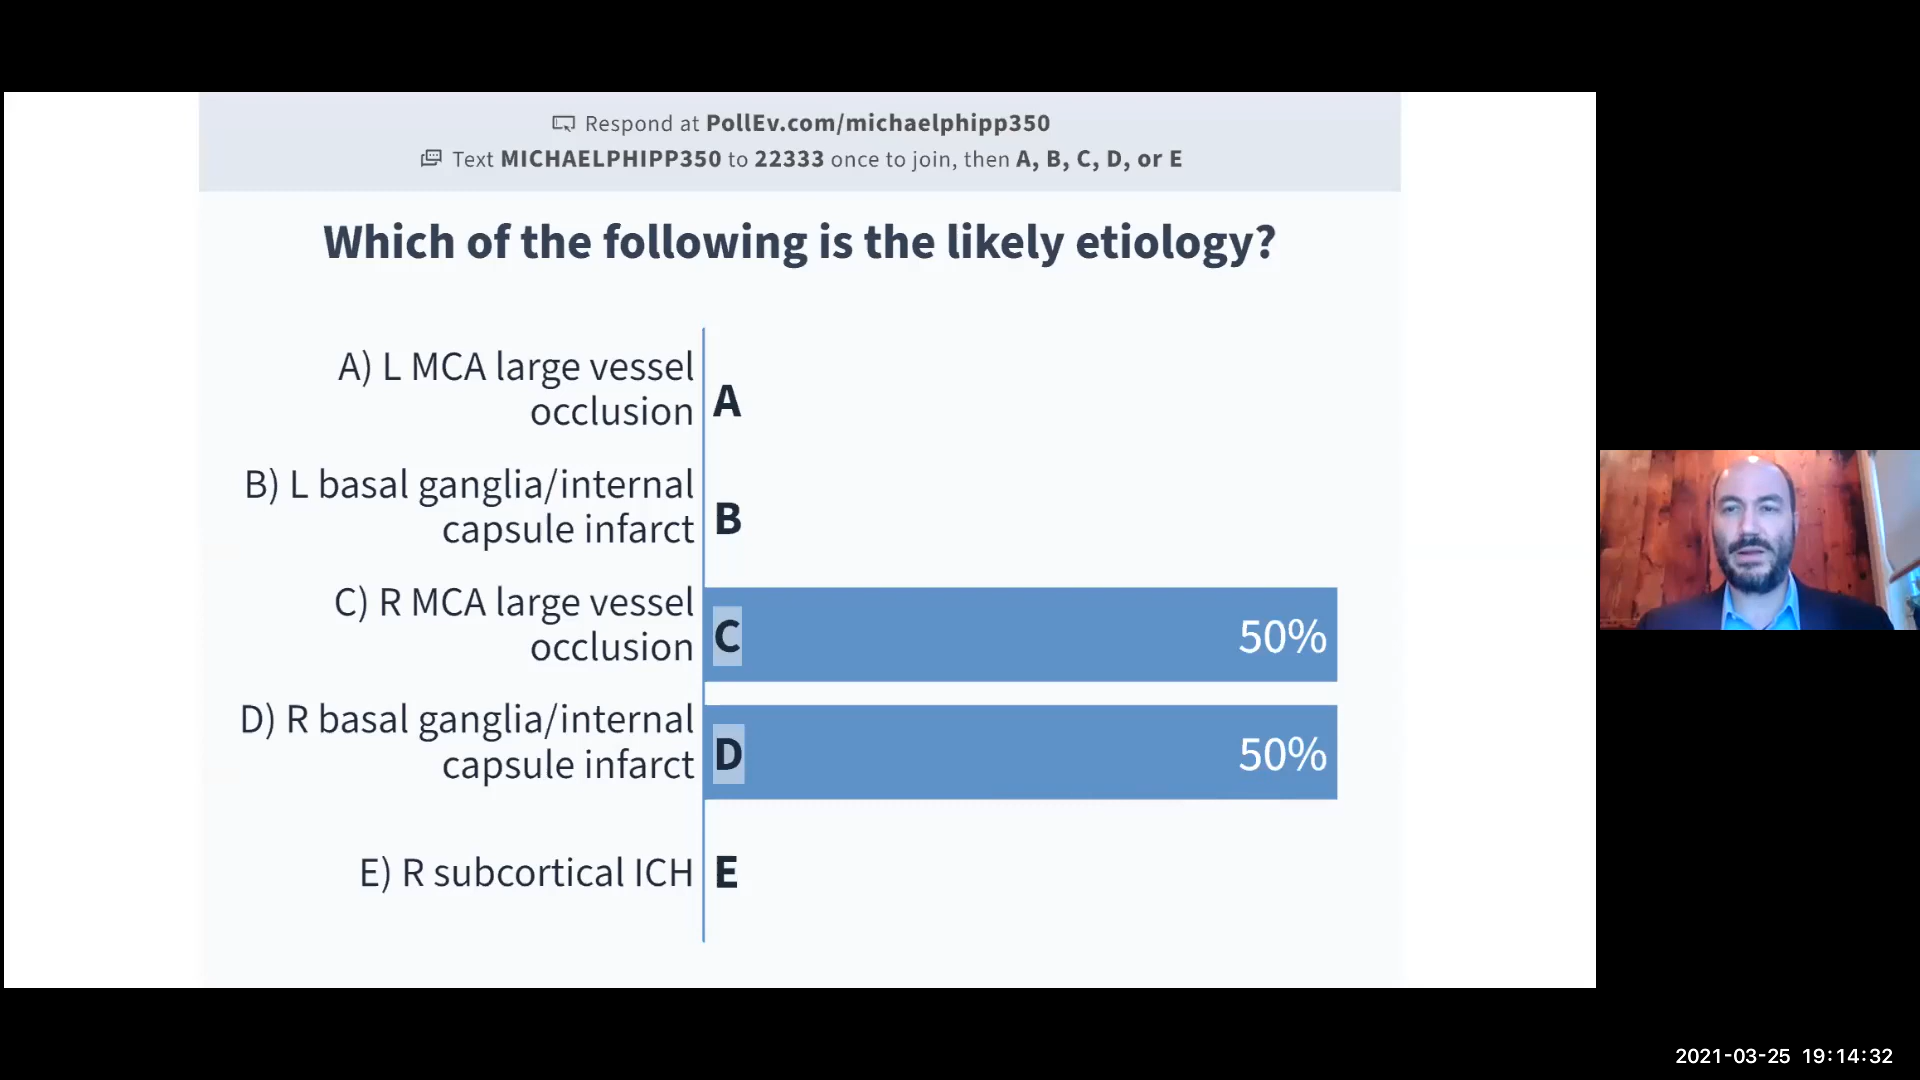 Respond at PollEv.com/michaelphipp350
Text MICHAELPHIPP350 to 22333 once to join, then A, B, C, D, or E
Which of the following is the likely etiology?
A) L MCA large vessel
occlusion
A
B) L basal ganglia/internal
capsule infarct
B
C) R MCA large vessel
occlusion
C
50%
D) R basal ganglia/internal
capsule infarct
D
50%
E) R subcortical ICH
E
2021-03-25 19:14:32